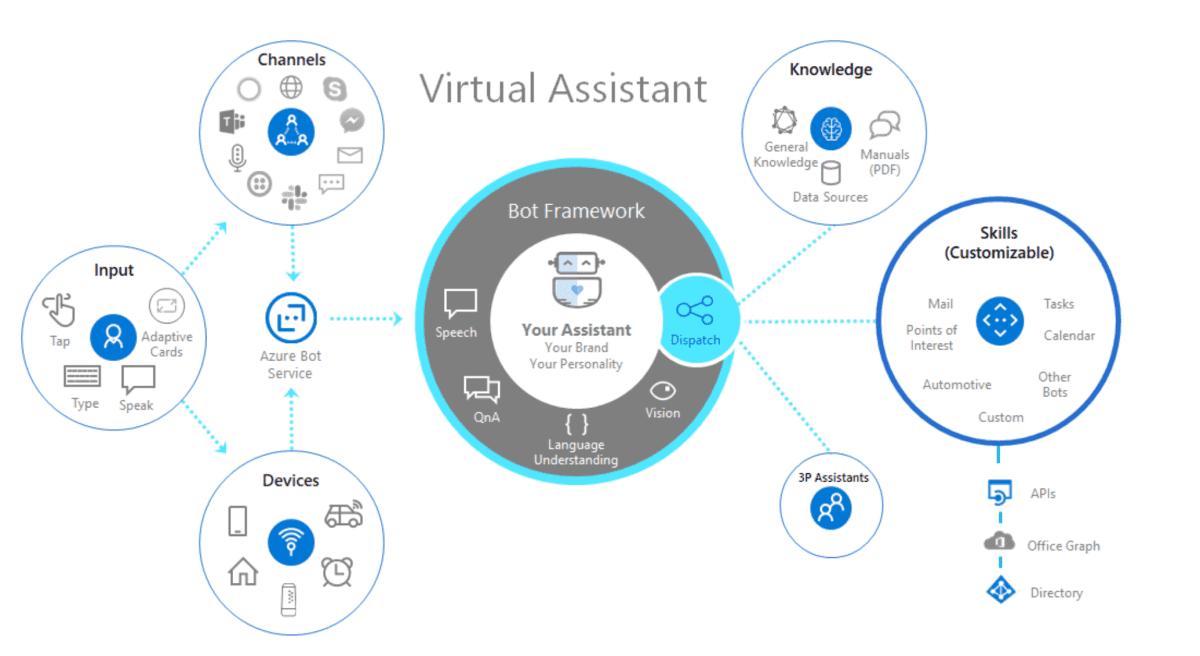 Virtual Assistant
Channels
Input
Tap
Adaptive
Cards
Type
Speak
Devices
Azure Bot
Service
Bot Framework
Speech
QnA
{ }
Language
Understanding
Vision
Your Assistant
Your Brand
Your Personality
Dispatch
Knowledge
General
Knowledge
Manuals
(PDF)
Data Sources
Skills
(Customizable)
Mail
Tasks
Points of
Interest
Calendar
Automotive
Other
Bots
Custom
3P Assistants
APIs
Office Graph
Directory